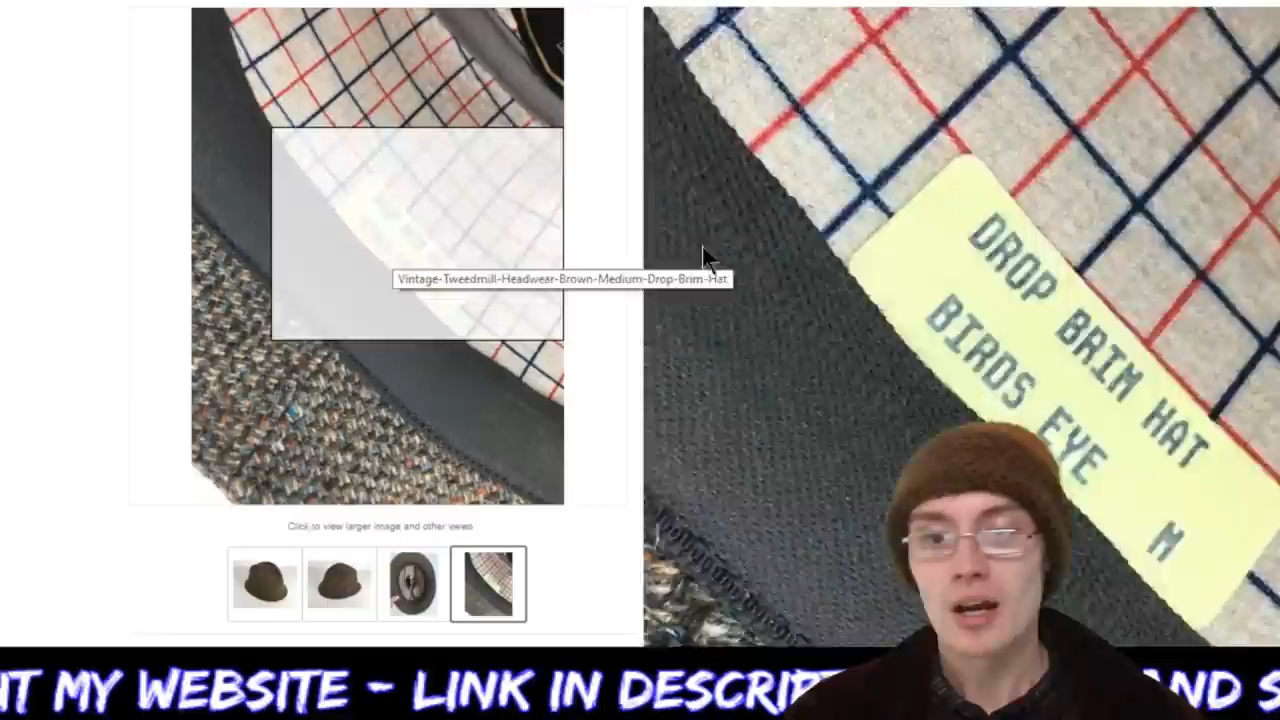 Vintage-Tweedmill-Headwear-Brown-Medium-Drop-Brim-Hat
DROP BRIM HAT
BIRDS EYE
M
Click to view larger image and other views
NT MY WEBSITE - LINK IN DESCRIP
AND S